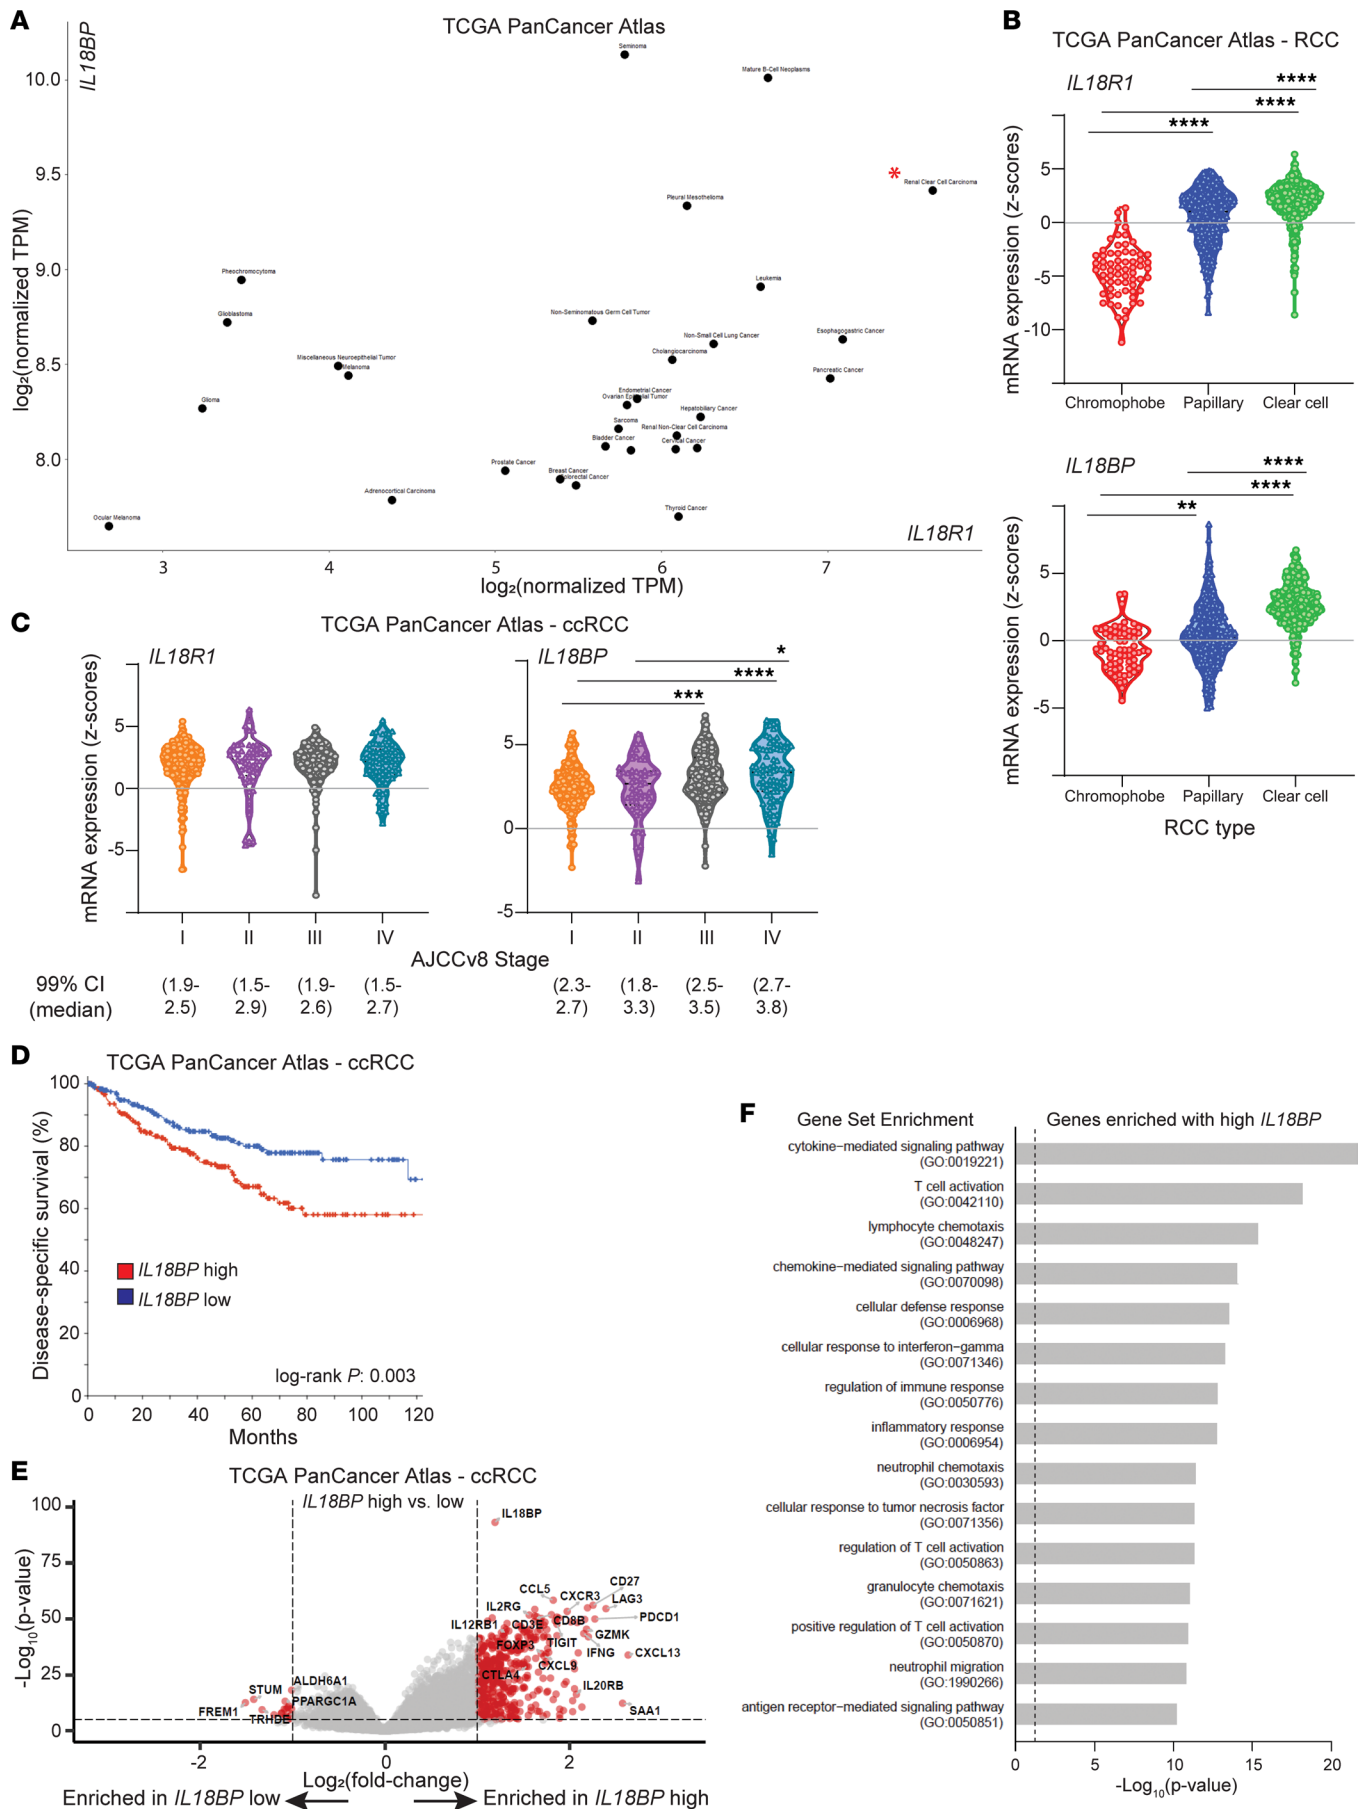 A
TCGA PanCancer Atlas
IL18BP
log₂(normalized TPM)
10.0
9.5
9.0
8.5
8.0
Seminoma
Mature B-Cell Neoplasms
*
Renal Clear Cell Carcinoma
Pleural Mesothelioma
Pheochromocytoma
Leukemia
Glioblastoma
Non-Seminomatous Germ Cell Tumor
Esophagogastric Cancer
Non-Small Cell Lung Cancer
Cholangiocarcinoma
Miscellaneous Neuroepithelial Tumor
Melanoma
Pancreatic Cancer
Glioma
Endometrial Cancer
Ovarian Epithelial Tumor
Hepatobiliary Cancer
Sarcoma
Renal Non-Clear Cell Carcinoma
Bladder Cancer
Cervical Cancer
Prostate Cancer
Breast Cancer
Colorectal Cancer
Adrenocortical Carcinoma
Thyroid Cancer
Ocular Melanoma
IL18R1
3 4 5 6 7
log₂(normalized TPM)
B
TCGA PanCancer Atlas - RCC
IL18R1
****
****
****
mRNA expression (z-scores)
5
0
-5
-10
Chromophobe Papillary Clear cell
IL18BP
****
****
**
mRNA expression (z-scores)
5
0
-5
Chromophobe Papillary Clear cell
RCC type
C
TCGA PanCancer Atlas - ccRCC
IL18R1
mRNA expression (z-scores)
5
0
-5
I II III IV
IL18BP
*
****
***
5
0
-5
I II III IV
AJCCv8 Stage
99% CI
(median)
(1.9-
2.5)
(1.5-
2.9)
(1.9-
2.6)
(1.5-
2.7)
(2.3-
2.7)
(1.8-
3.3)
(2.5-
3.5)
(2.7-
3.8)
D
TCGA PanCancer Atlas - ccRCC
Disease-specific survival (%)
100
80
60
40
20
0
IL18BP high
IL18BP low
log-rank P: 0.003
0 20 40 60 80 100 120
Months
E
TCGA PanCancer Atlas - ccRCC
IL18BP high vs. low
-Log₁₀(p-value)
100
75
50
25
0
IL18BP
CD27
CCL5
CXCR3
LAG3
IL2RG
PDCD1
IL12RB1
CD3E
CD8B
GZMK
FOXP3
TIGIT
IFNG
CXCL13
CXCL9
CTLA4
IL20RB
SAA1
ALDH6A1
STUM
PPARGC1A
FREM1
TRHDE
-2 0 2
Log₂(fold-change)
Enriched in IL18BP low
Enriched in IL18BP high
F
Gene Set Enrichment
Genes enriched with high IL18BP
cytokine−mediated signaling pathway
(GO:0019221)
T cell activation
(GO:0042110)
lymphocyte chemotaxis
(GO:0048247)
chemokine−mediated signaling pathway
(GO:0070098)
cellular defense response
(GO:0006968)
cellular response to interferon−gamma
(GO:0071346)
regulation of immune response
(GO:0050776)
inflammatory response
(GO:0006954)
neutrophil chemotaxis
(GO:0030593)
cellular response to tumor necrosis factor
(GO:0071356)
regulation of T cell activation
(GO:0050863)
granulocyte chemotaxis
(GO:0071621)
positive regulation of T cell activation
(GO:0050870)
neutrophil migration
(GO:1990266)
antigen receptor−mediated signaling pathway
(GO:0050851)
0 5 10 15 20
-Log₁₀(p-value)